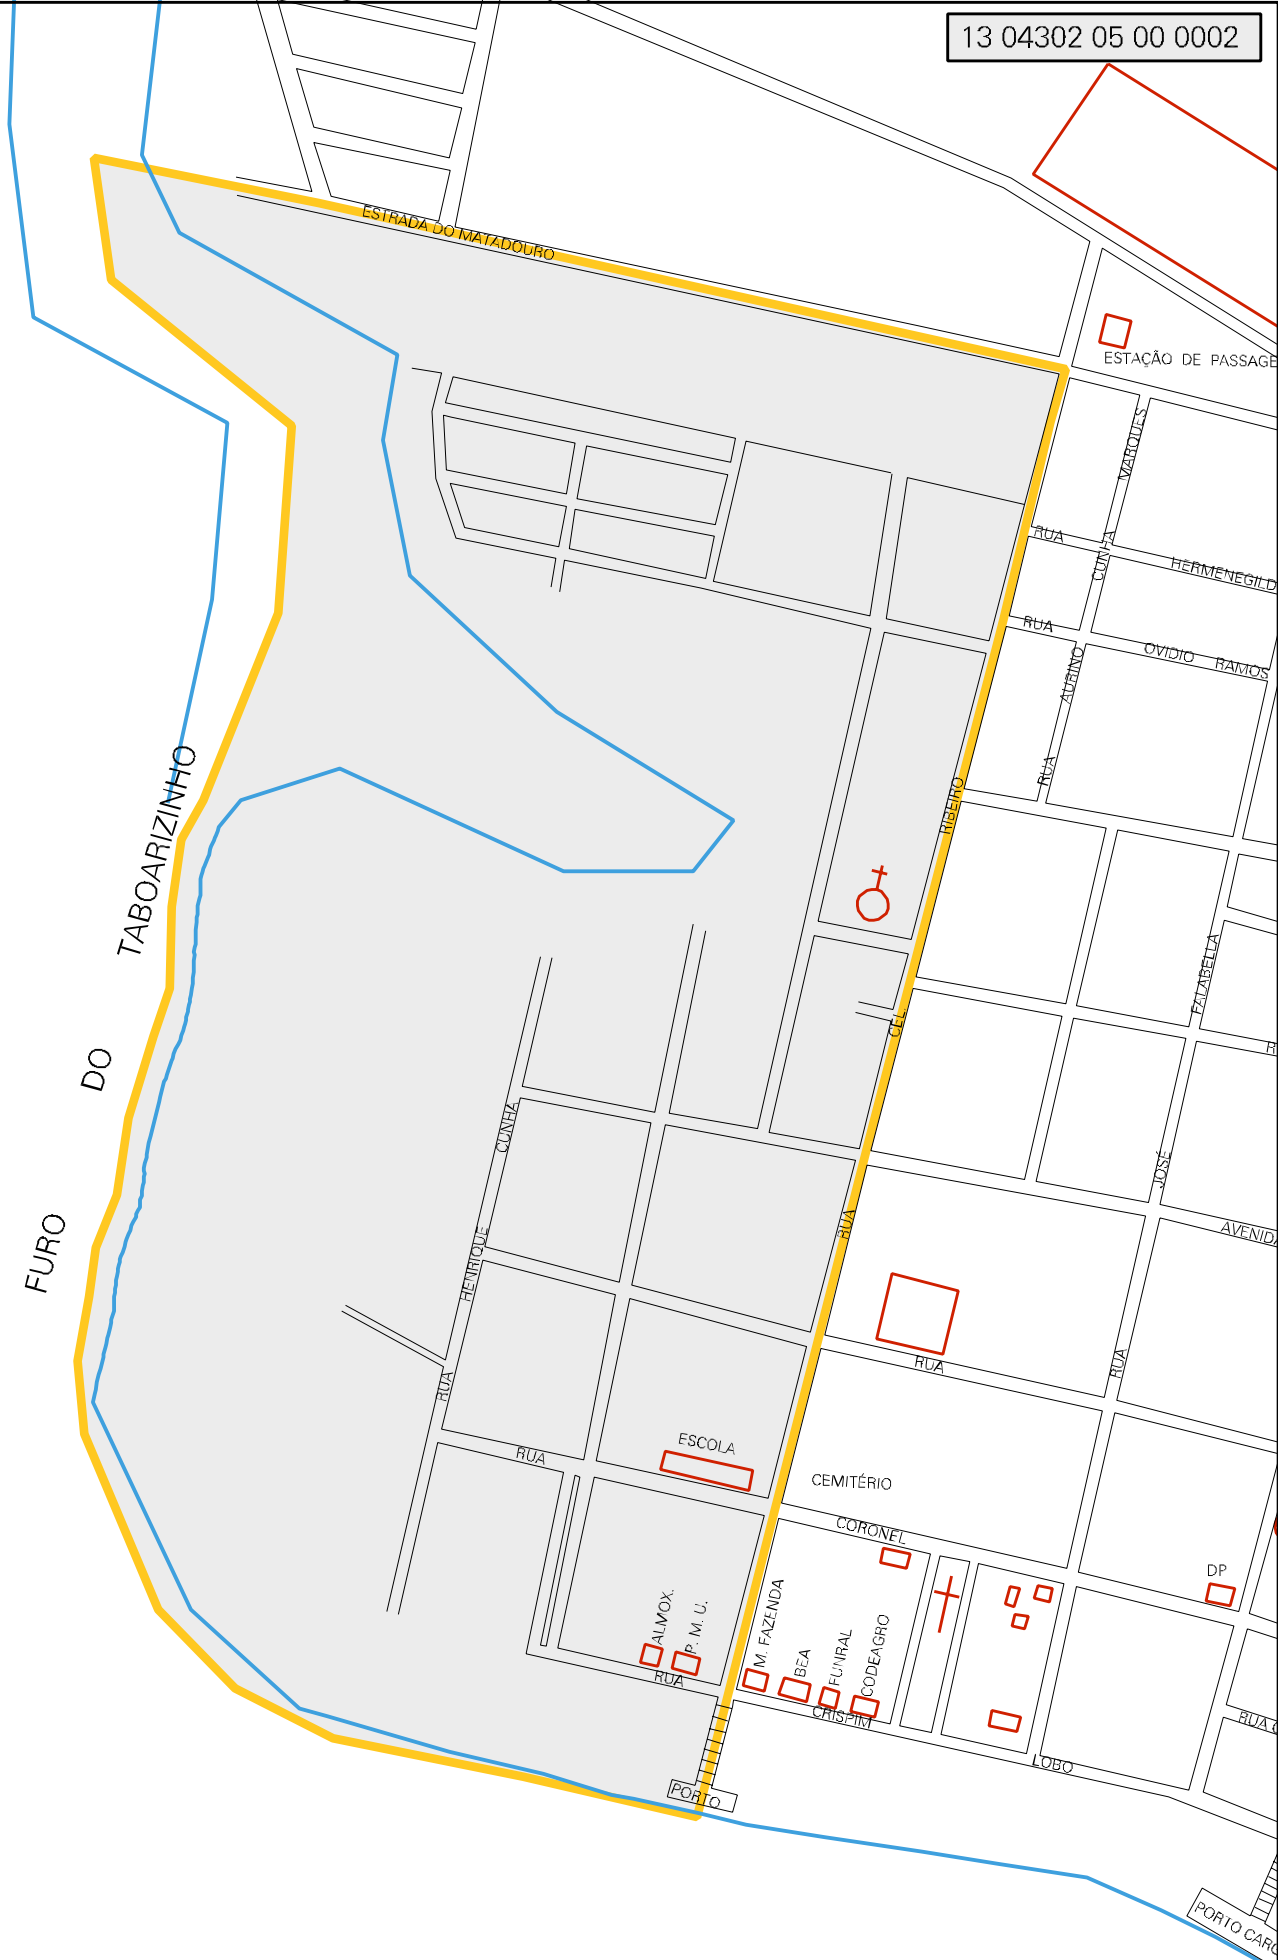 13 04302 05 00 0002
ESTRADA DO MATADOURO
ESTAÇÃO DE PASSAGE
MARQUES
CUNHA
AURINO
RUA
RUA
HERMENEGILD
RUA
OVIDIO RAMOS
FURO DO TABOARIZINHO
RUA CEL. RIBEIRO
RUA JOSÉ FALABELLA
R
AVENIDA
RUA HENRIQUE CUNHA
RUA
RUA
ESCOLA
CEMITÉRIO
CORONEL
DP
ALMOX.
P. M. U.
M. FAZENDA
BEA
FUNRAL
CODEAGRO
RUA
CRISPIM
LOBO
RUA
PORTO
PORTO CARG